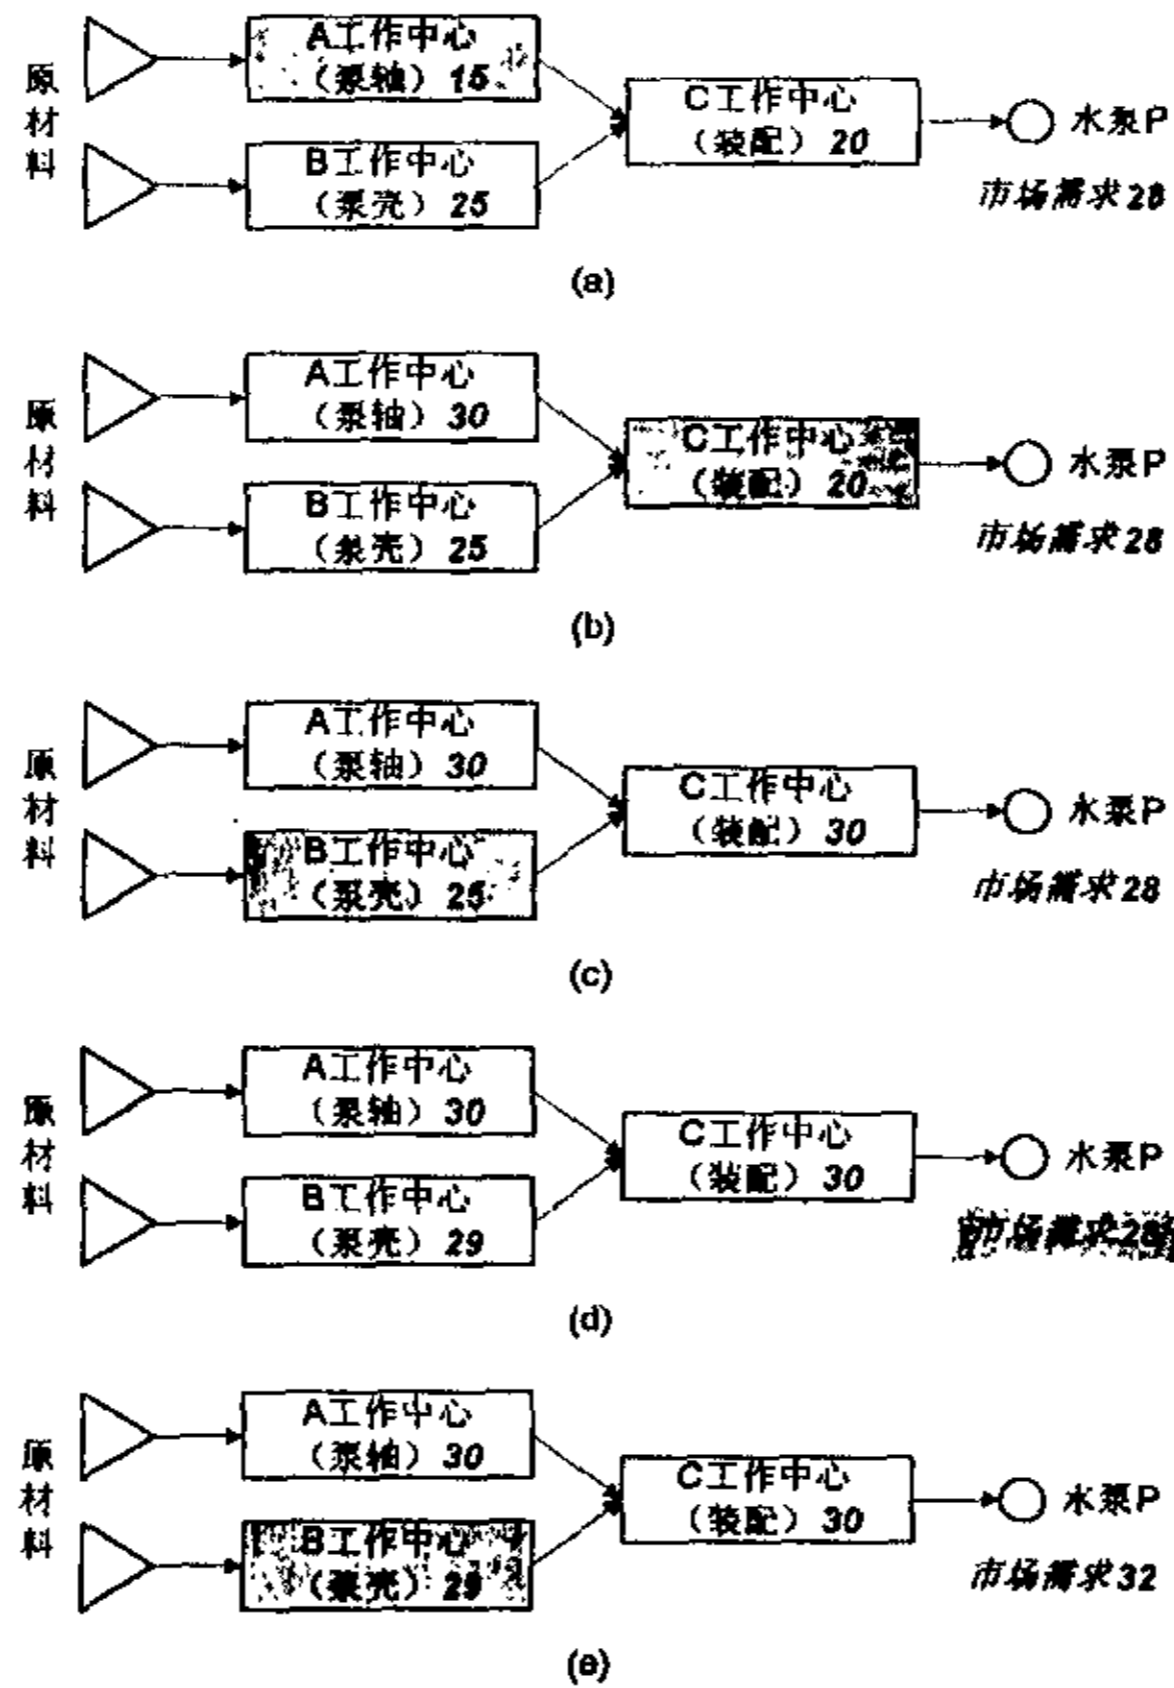 原
材
料
A工作中心
（泵轴）15
B工作中心
（泵壳）25
C工作中心
（装配）20
水泵P
市场需求28
(a)
原
材
料
A工作中心
（泵轴）30
B工作中心
（泵壳）25
C工作中心
（装配）20
水泵P
市场需求28
(b)
原
材
料
A工作中心
（泵轴）30
B工作中心
（泵壳）25
C工作中心
（装配）30
水泵P
市场需求28
(c)
原
材
料
A工作中心
（泵轴）30
B工作中心
（泵壳）29
C工作中心
（装配）30
水泵P
市场需求28
(d)
原
材
料
A工作中心
（泵轴）30
B工作中心
（泵壳）29
C工作中心
（装配）30
水泵P
市场需求32
(e)